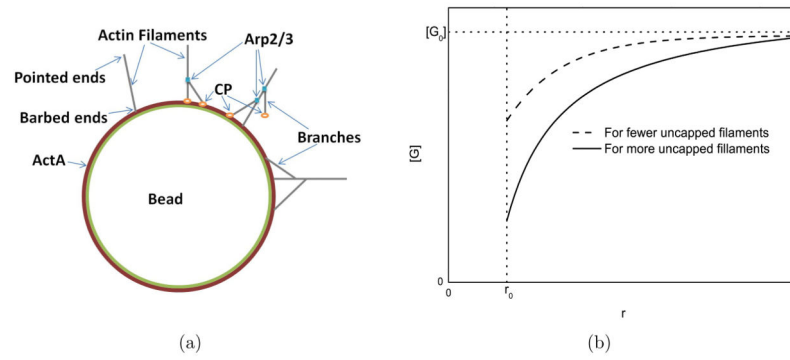 Actin Filaments
Arp2/3
Pointed ends
CP
Barbed ends
Branches
ActA
Bead
(a)
[G₀]
[G]
For fewer uncapped filaments
For more uncapped fillaments
0
0
r₀
r
(b)